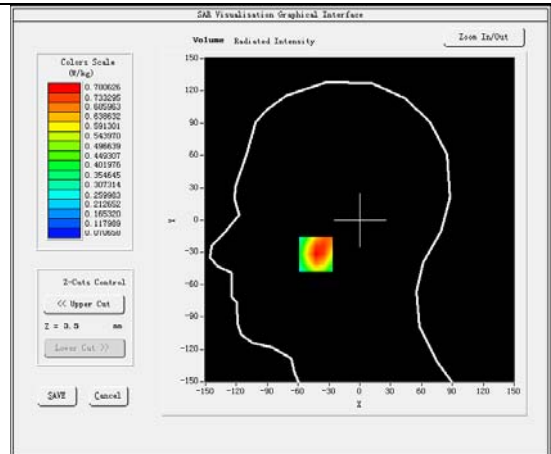 SAR Visualisation Graphical Interface
Volume Radiated Intensity
Zoom In/Out
Colors Scale
(W/kg)
0.780626
0.733295
0.685963
0.638632
0.591301
0.543970
0.496639
0.449307
0.401976
0.354645
0.307314
0.259983
0.212652
0.165320
0.117989
0.070658
Z-Cuts Control
<< Upper Cut
Z = 3.5 mm
Lower Cut >>
SAVE
Cancel
150
120
90
60
30
0
-30
-60
-90
-120
-150
Y
-150 -120 -90 -60 -30 0 30 60 90 120 150
X